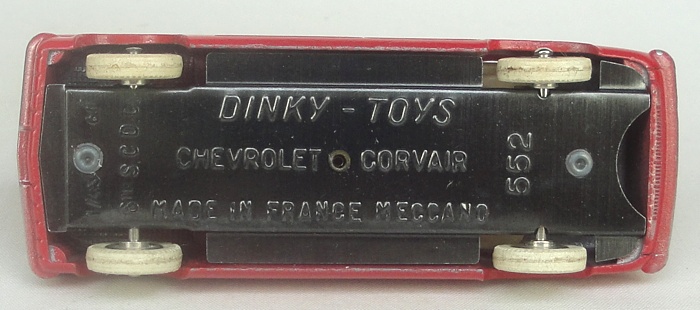 DINKY - TOYS
CHEVROLET CORVAIR
MADE IN FRANCE MECCANO
552